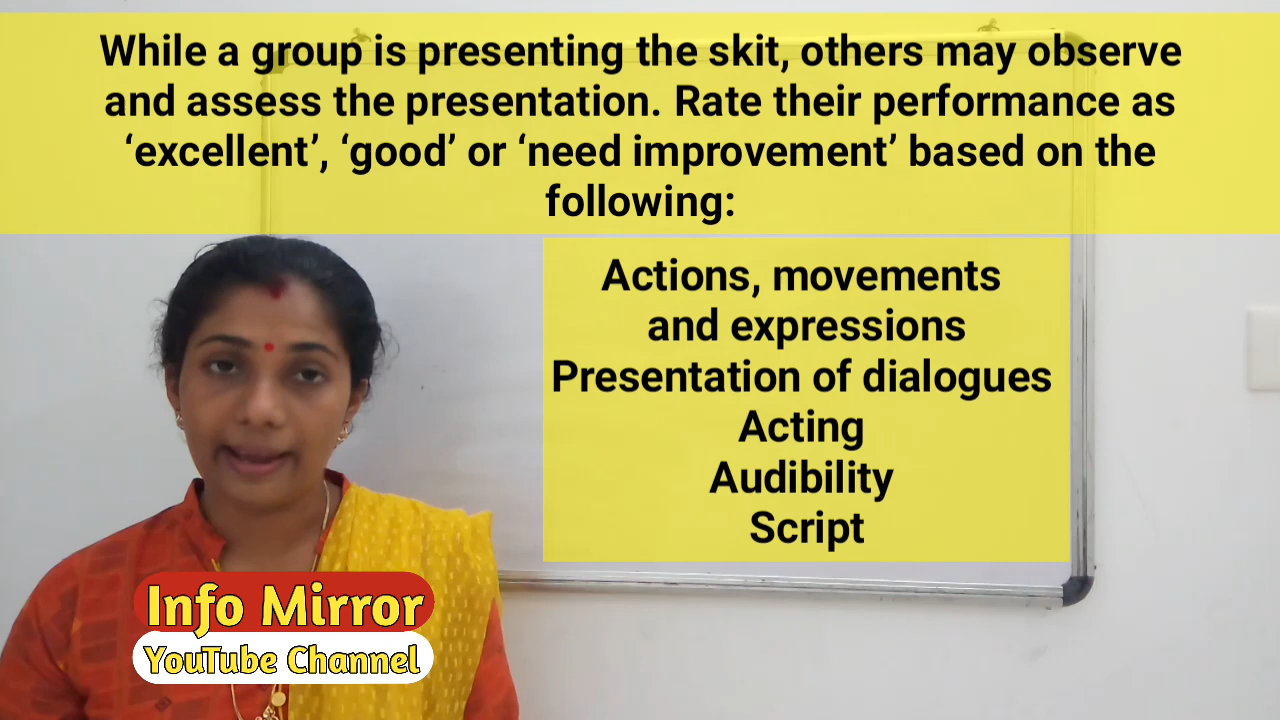 While a group is presenting the skit, others may observe
and assess the presentation. Rate their performance as
‘excellent’, ‘good’ or ‘need improvement’ based on the
following:
Actions, movements
and expressions
Presentation of dialogues
Acting
Audibility
Script
Info Mirror
YouTube Channel